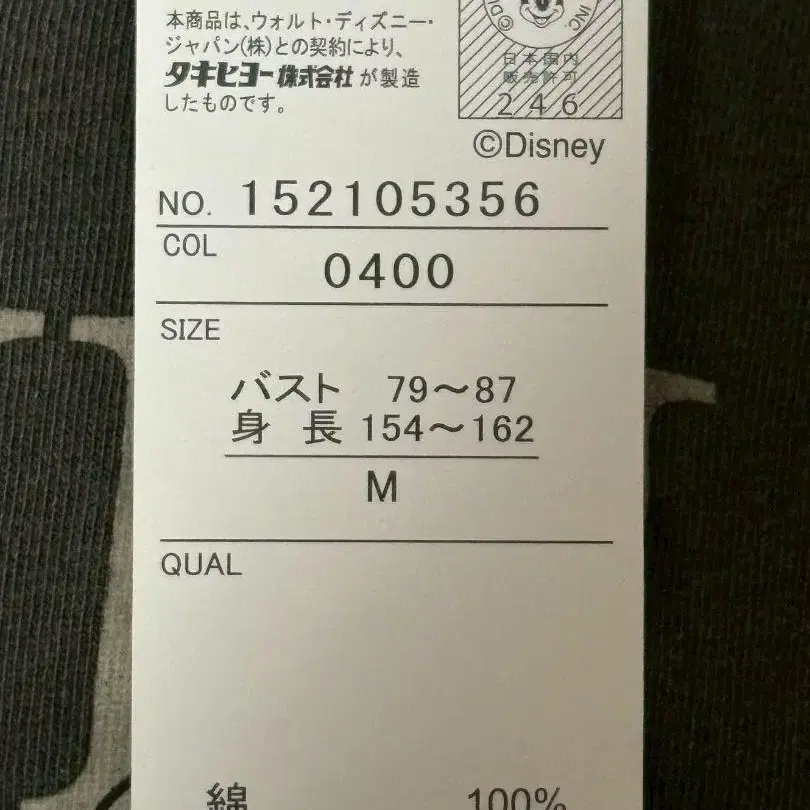 本商品は、ウォルト・ディズニー・
ジャパン(株)との契約により、
タキヒヨー株式会社が製造
したものです。
INC
日本国内
販売許可
246
©Disney
NO. 152105356
COL
0400
SIZE
バスト 79〜87
身長 154〜162
M
QUAL
綿 100%